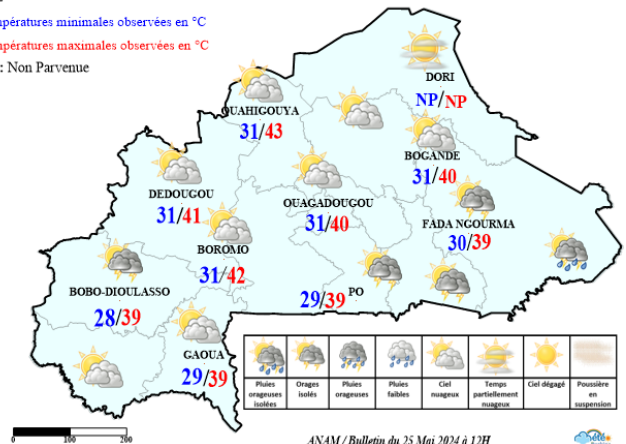 mpératures minimales observées en °C
mpératures maximales observées en °C
: Non Parvenue
DORI
NP/NP
OUAHIGOUYA
31/43
BOGANDE
31/40
DEDOUGOU
31/41
OUAGADOUGOU
31/40
FADA NGOURMA
30/39
BOROMO
31/42
BOBO-DIOULASSO
28/39
29/39
PO
GAOUA
29/39
Pluies orageuses isolées
Orages isolés
Pluies orageuses
Pluies faibles
Ciel nuageux
Temps partiellement nuageux
Ciel dégagé
Poussière en suspension
0 100 200
ANAM / Bulletin du 25 Mai 2024 à 12H
météo